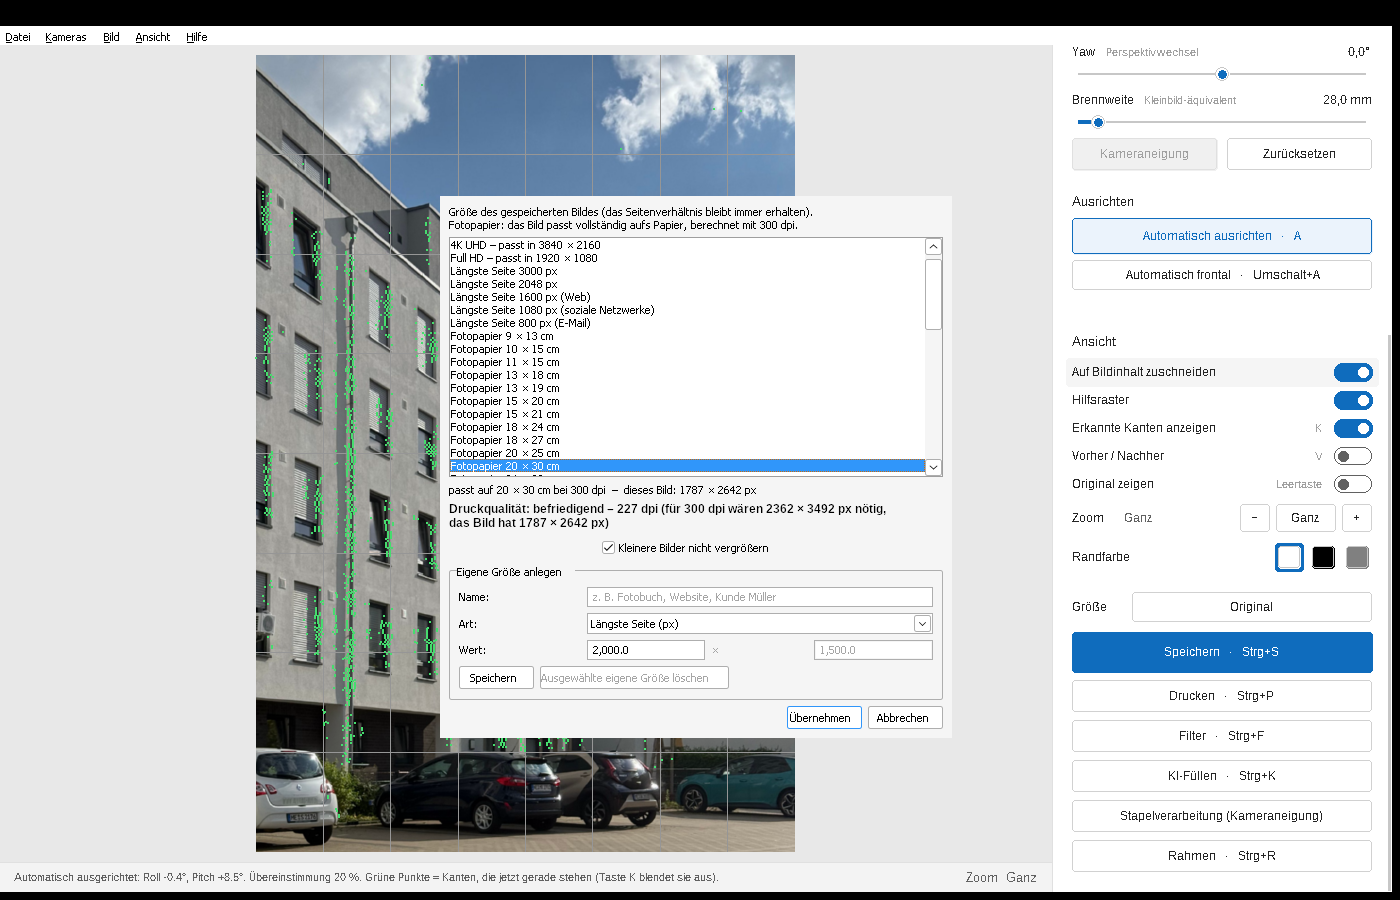 Datei Kameras Bild Ansicht Hilfe
Yaw Perspektivwechsel 0,0°
Brennweite Kleinbild-äquivalent 28,0 mm
Kameraneigung Zurücksetzen
Ausrichten
Automatisch ausrichten · A
Automatisch frontal · Umschalt+A
Ansicht
Auf Bildinhalt zuschneiden
Hilfsraster
Erkannte Kanten anzeigen K
Vorher / Nachher V
Original zeigen Leertaste
Zoom Ganz − Ganz +
Randfarbe
Größe Original
Speichern · Strg+S
Drucken · Strg+P
Filter · Strg+F
KI-Füllen · Strg+K
Stapelverarbeitung (Kameraneigung)
Rahmen · Strg+R
Größe des gespeicherten Bildes (das Seitenverhältnis bleibt immer erhalten).
Fotopapier: das Bild passt vollständig aufs Papier, berechnet mit 300 dpi.
4K UHD – passt in 3840 × 2160
Full HD – passt in 1920 × 1080
Längste Seite 3000 px
Längste Seite 2048 px
Längste Seite 1600 px (Web)
Längste Seite 1080 px (soziale Netzwerke)
Längste Seite 800 px (E-Mail)
Fotopapier 9 × 13 cm
Fotopapier 10 × 15 cm
Fotopapier 11 × 15 cm
Fotopapier 13 × 18 cm
Fotopapier 13 × 19 cm
Fotopapier 15 × 20 cm
Fotopapier 15 × 21 cm
Fotopapier 18 × 24 cm
Fotopapier 18 × 27 cm
Fotopapier 20 × 25 cm
Fotopapier 20 × 30 cm
passt auf 20 × 30 cm bei 300 dpi – dieses Bild: 1787 × 2642 px
Druckqualität: befriedigend – 227 dpi (für 300 dpi wären 2362 × 3492 px nötig,
das Bild hat 1787 × 2642 px)
Kleinere Bilder nicht vergrößern
Eigene Größe anlegen
Name: z. B. Fotobuch, Website, Kunde Müller
Art: Längste Seite (px)
Wert: 2,000.0 × 1,500.0
Speichern Ausgewählte eigene Größe löschen
Übernehmen Abbrechen
Automatisch ausgerichtet: Roll -0.4°, Pitch +8.5°. Übereinstimmung 20 %. Grüne Punkte = Kanten, die jetzt gerade stehen (Taste K blendet sie aus).
Zoom Ganz